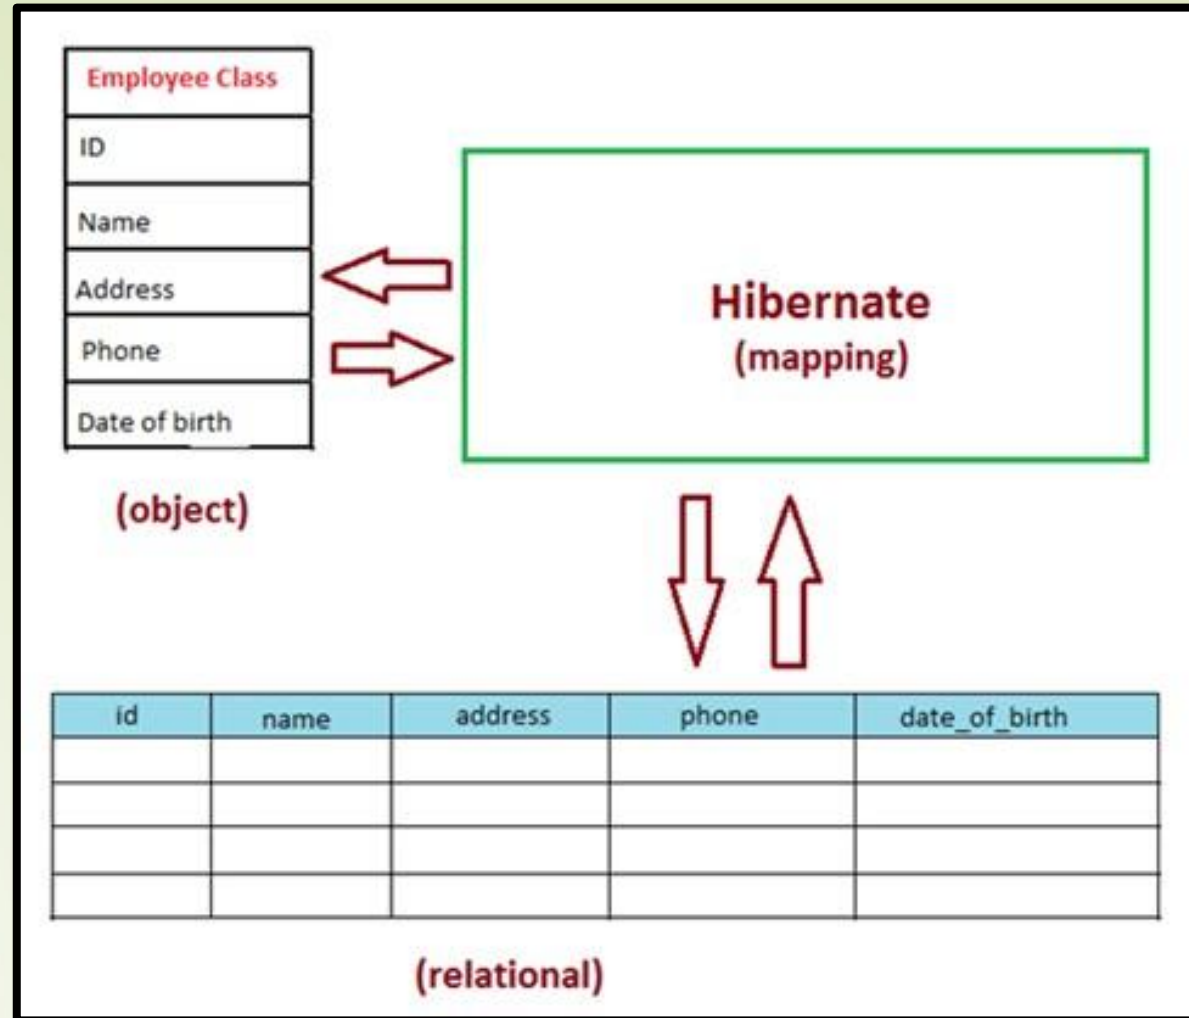 Employee Class
ID
Name
Address
Phone
Date of birth
(object)
Hibernate
(mapping)
id name address phone date_of_birth
(relational)